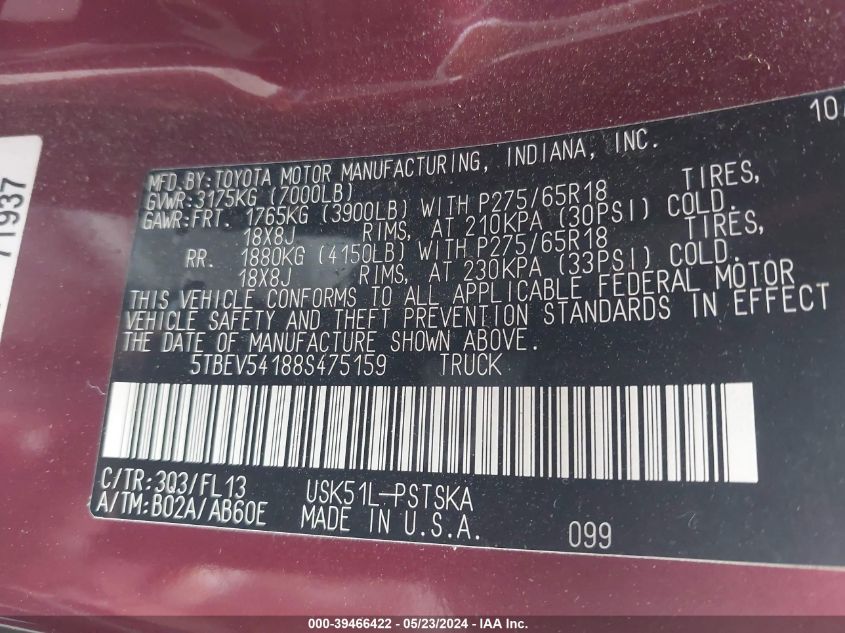 10/
MFD.BY:TOYOTA MOTOR MANUFACTURING, INDIANA, INC.
GVWR:3175KG (7000LB)
GAWR:FRT. 1765KG (3900LB) WITH P275/65R18 TIRES,
18X8J RIMS, AT 210KPA (30PSI) COLD.
RR. 1880KG (4150LB) WITH P275/65R18 TIRES,
18X8J RIMS, AT 230KPA (33PSI) COLD.
THIS VEHICLE CONFORMS TO ALL APPLICABLE FEDERAL MOTOR
VEHICLE SAFETY AND THEFT PREVENTION STANDARDS IN EFFECT
THE DATE OF MANUFACTURE SHOWN ABOVE.
5TBEV54188S475159 TRUCK
C/TR:3Q3/FL13 USK51L-PSTSKA
A/TM:B02A/AB60E MADE IN U.S.A. 099
71937
000-39466422 - 05/23/2024 - IAA Inc.